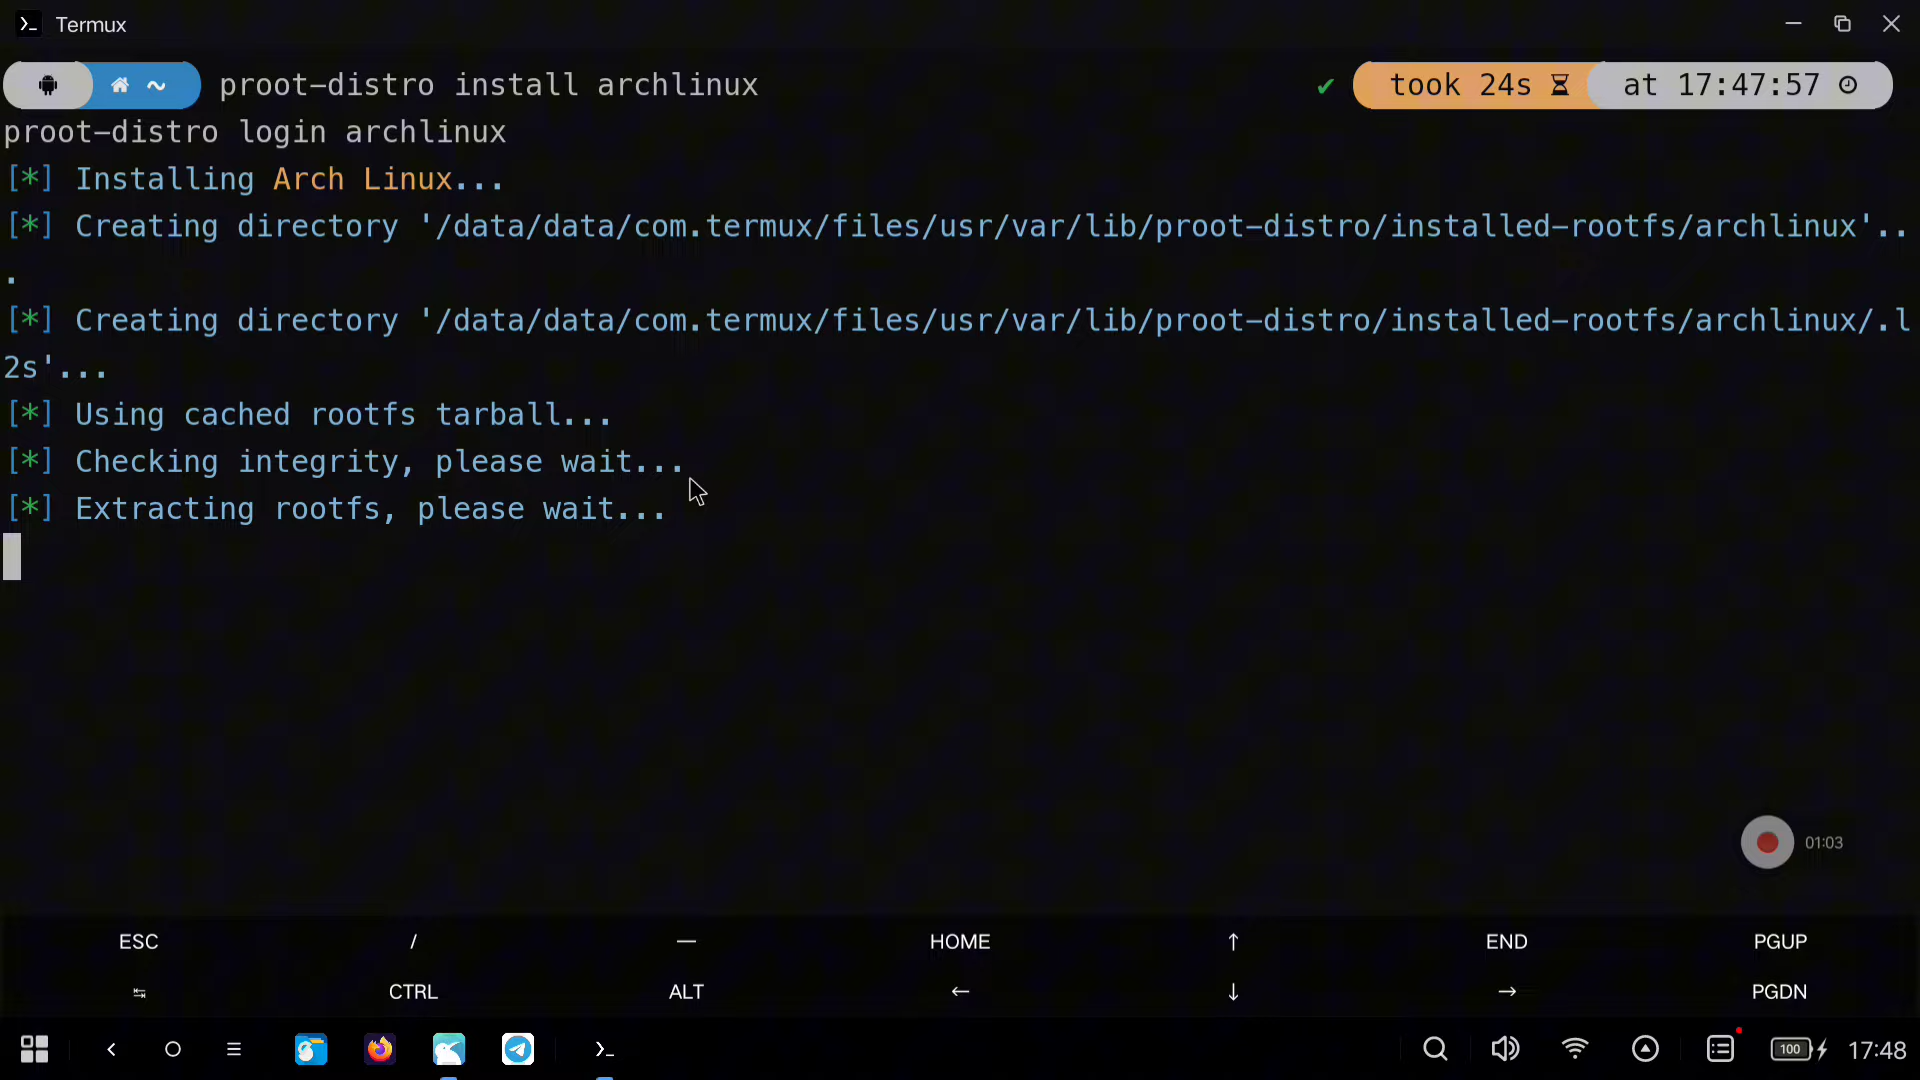 Termux
~ proot-distro install archlinux ✔ took 24s at 17:47:57
proot-distro login archlinux
[*] Installing Arch Linux...
[*] Creating directory '/data/data/com.termux/files/usr/var/lib/proot-distro/installed-rootfs/archlinux'..
.
[*] Creating directory '/data/data/com.termux/files/usr/var/lib/proot-distro/installed-rootfs/archlinux/.l
2s'...
[*] Using cached rootfs tarball...
[*] Checking integrity, please wait...
[*] Extracting rootfs, please wait...
01:03
ESC / — HOME ↑ END PGUP
↹ CTRL ALT ← ↓ → PGDN
100 17:48